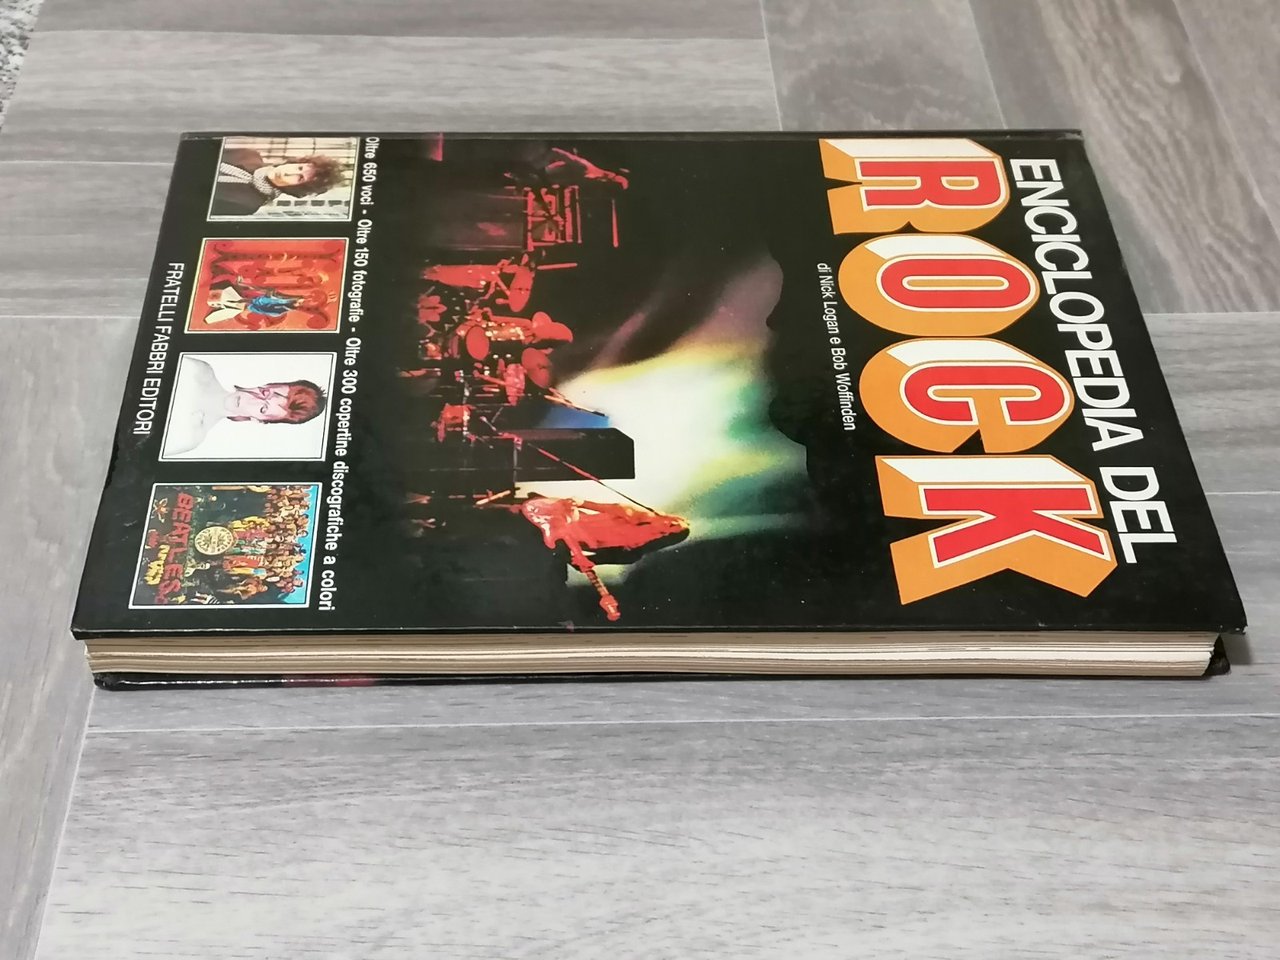 ENCICLOPEDIA DEL
ROCK
di Nick Logan e Bob Woffinden
Oltre 650 voci - Oltre 150 fotografie - Oltre 300 copertine discografiche a colori
BEATLES
FRATELLI FABBRI EDITORI